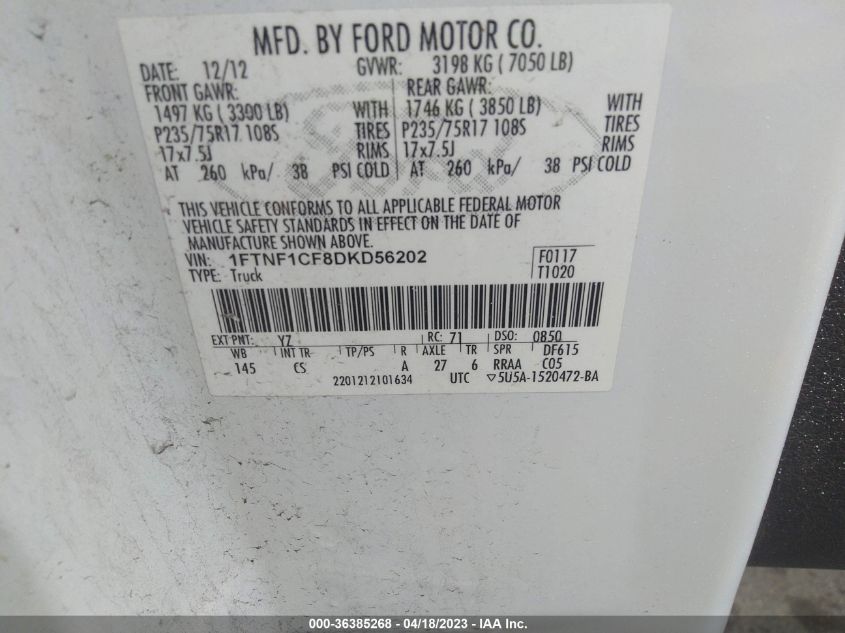 MFD. BY FORD MOTOR CO.
DATE: 12/12 GVWR: 3198 KG ( 7050 LB)
FRONT GAWR: REAR GAWR:
1497 KG ( 3300 LB) WITH 1746 KG ( 3850 LB) WITH
P235/75R17 108S TIRES P235/75R17 108S TIRES
17x7.5J RIMS 17x7.5J RIMS
AT 260 kPa/ 38 PSI COLD AT 260 kPa/ 38 PSI COLD
THIS VEHICLE CONFORMS TO ALL APPLICABLE FEDERAL MOTOR
VEHICLE SAFETY STANDARDS IN EFFECT ON THE DATE OF
MANUFACTURE SHOWN ABOVE.
VIN: 1FTNF1CF8DKD56202 F0117
TYPE: Truck T1020
EXT PNT: YZ RC: 71 DSO: 0850
WB INT TR TP/PS R AXLE TR SPR DF615
145 CS A 27 6 RRAA C05
2201212101634 UTC ▽5U5A-1520472-BA
000-36385268 - 04/18/2023 - IAA Inc.